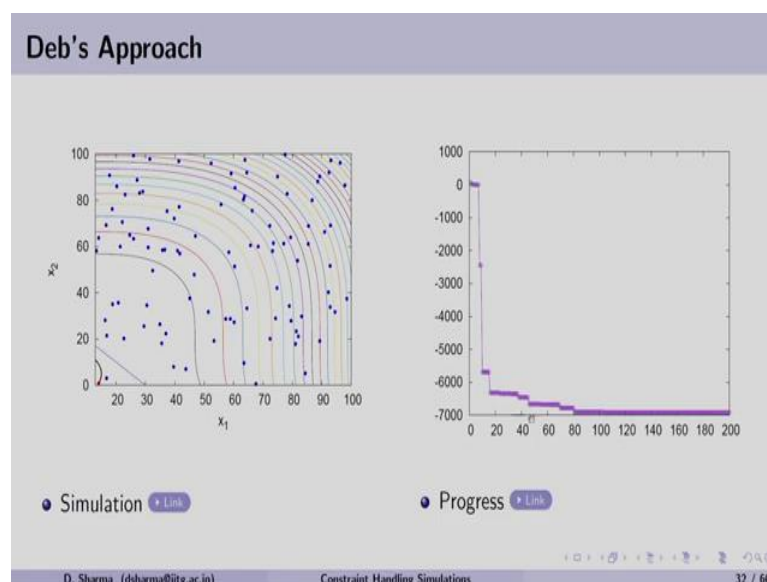 Deb's Approach
100
80
60
40
20
0
x2
20 30 40 50 60 70 80 90 100
x1
1000
0
-1000
-2000
-3000
-4000
-5000
-6000
-7000
0 20 40 60 80 100 120 140 160 180 200
Simulation Link
Progress Link
D. Sharma (dsharma@iitg.ac.in) Constraint Handling Simulations 32 /